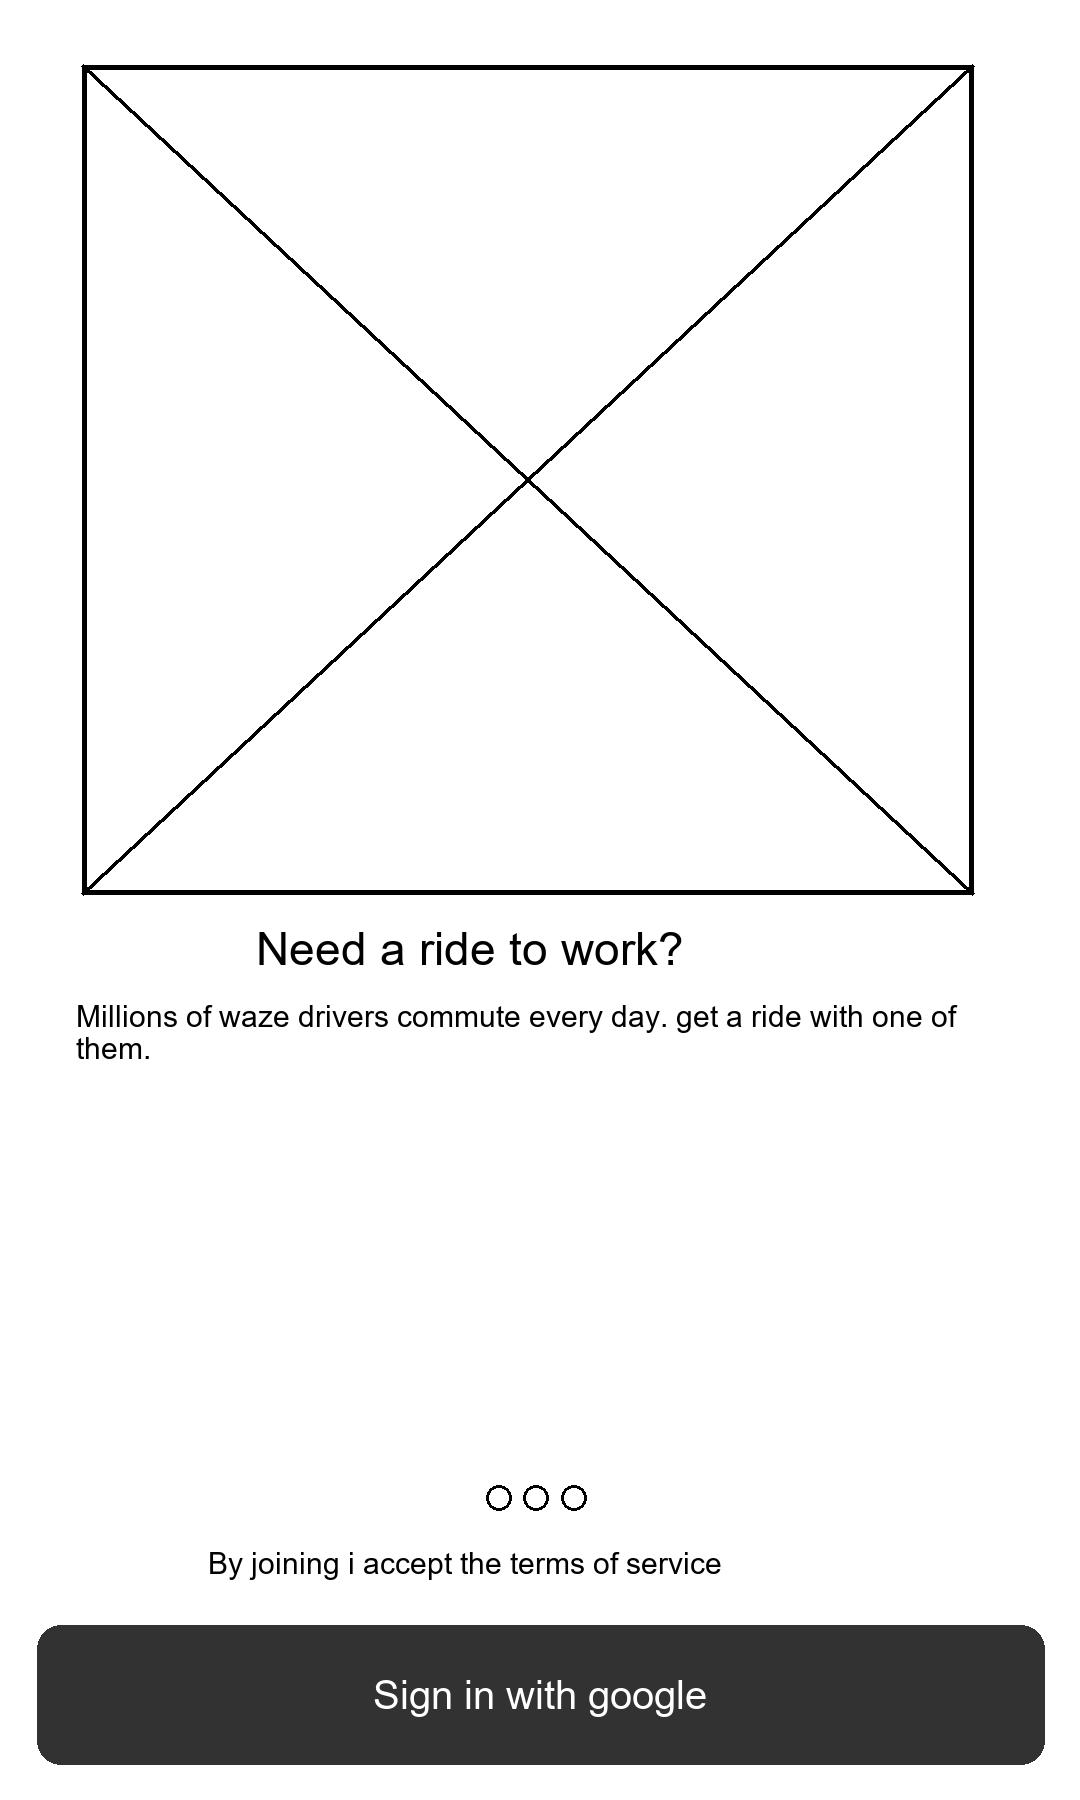 Need a ride to work?
Millions of waze drivers commute every day. get a ride with one of
them.
By joining i accept the terms of service
Sign in with google